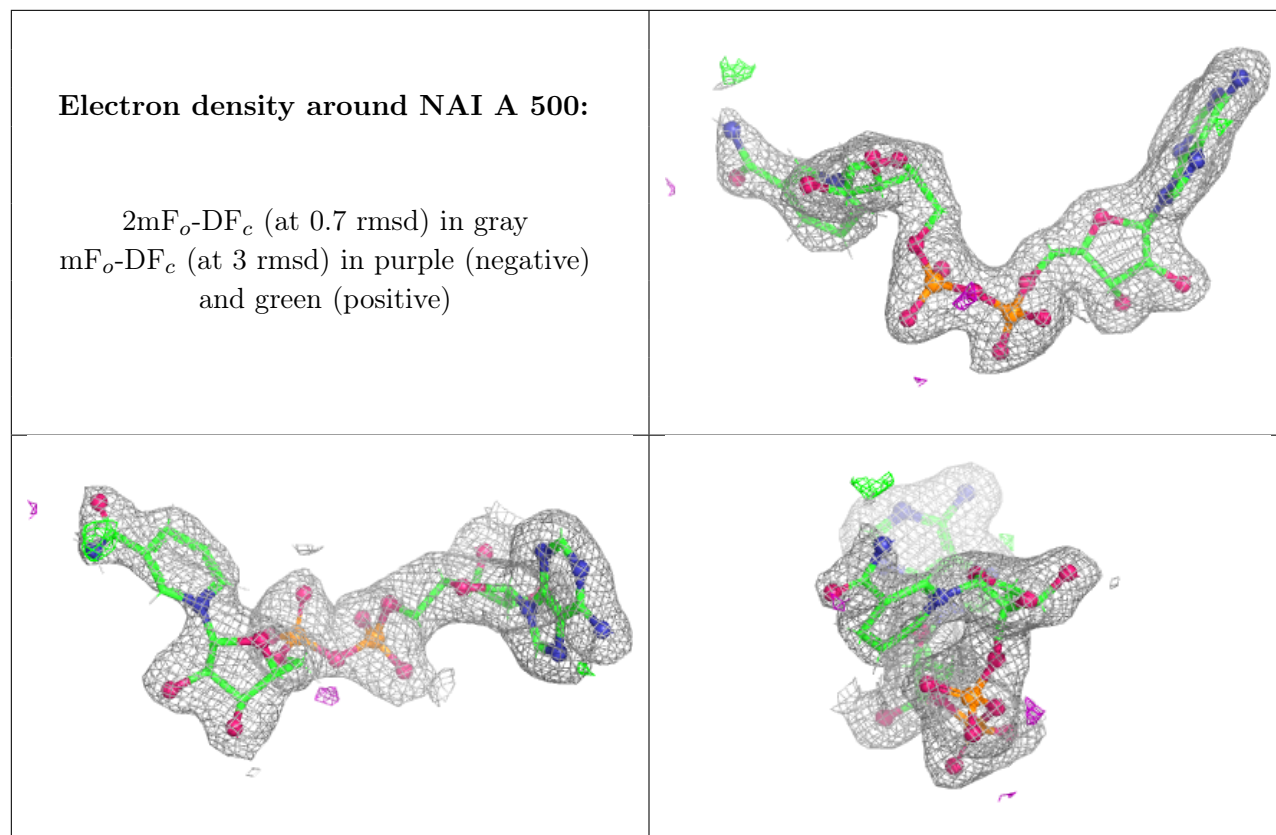 Electron density around NAI A 500:
2mFₒ-DF𝒸 (at 0.7 rmsd) in gray
mFₒ-DF𝒸 (at 3 rmsd) in purple (negative)
and green (positive)